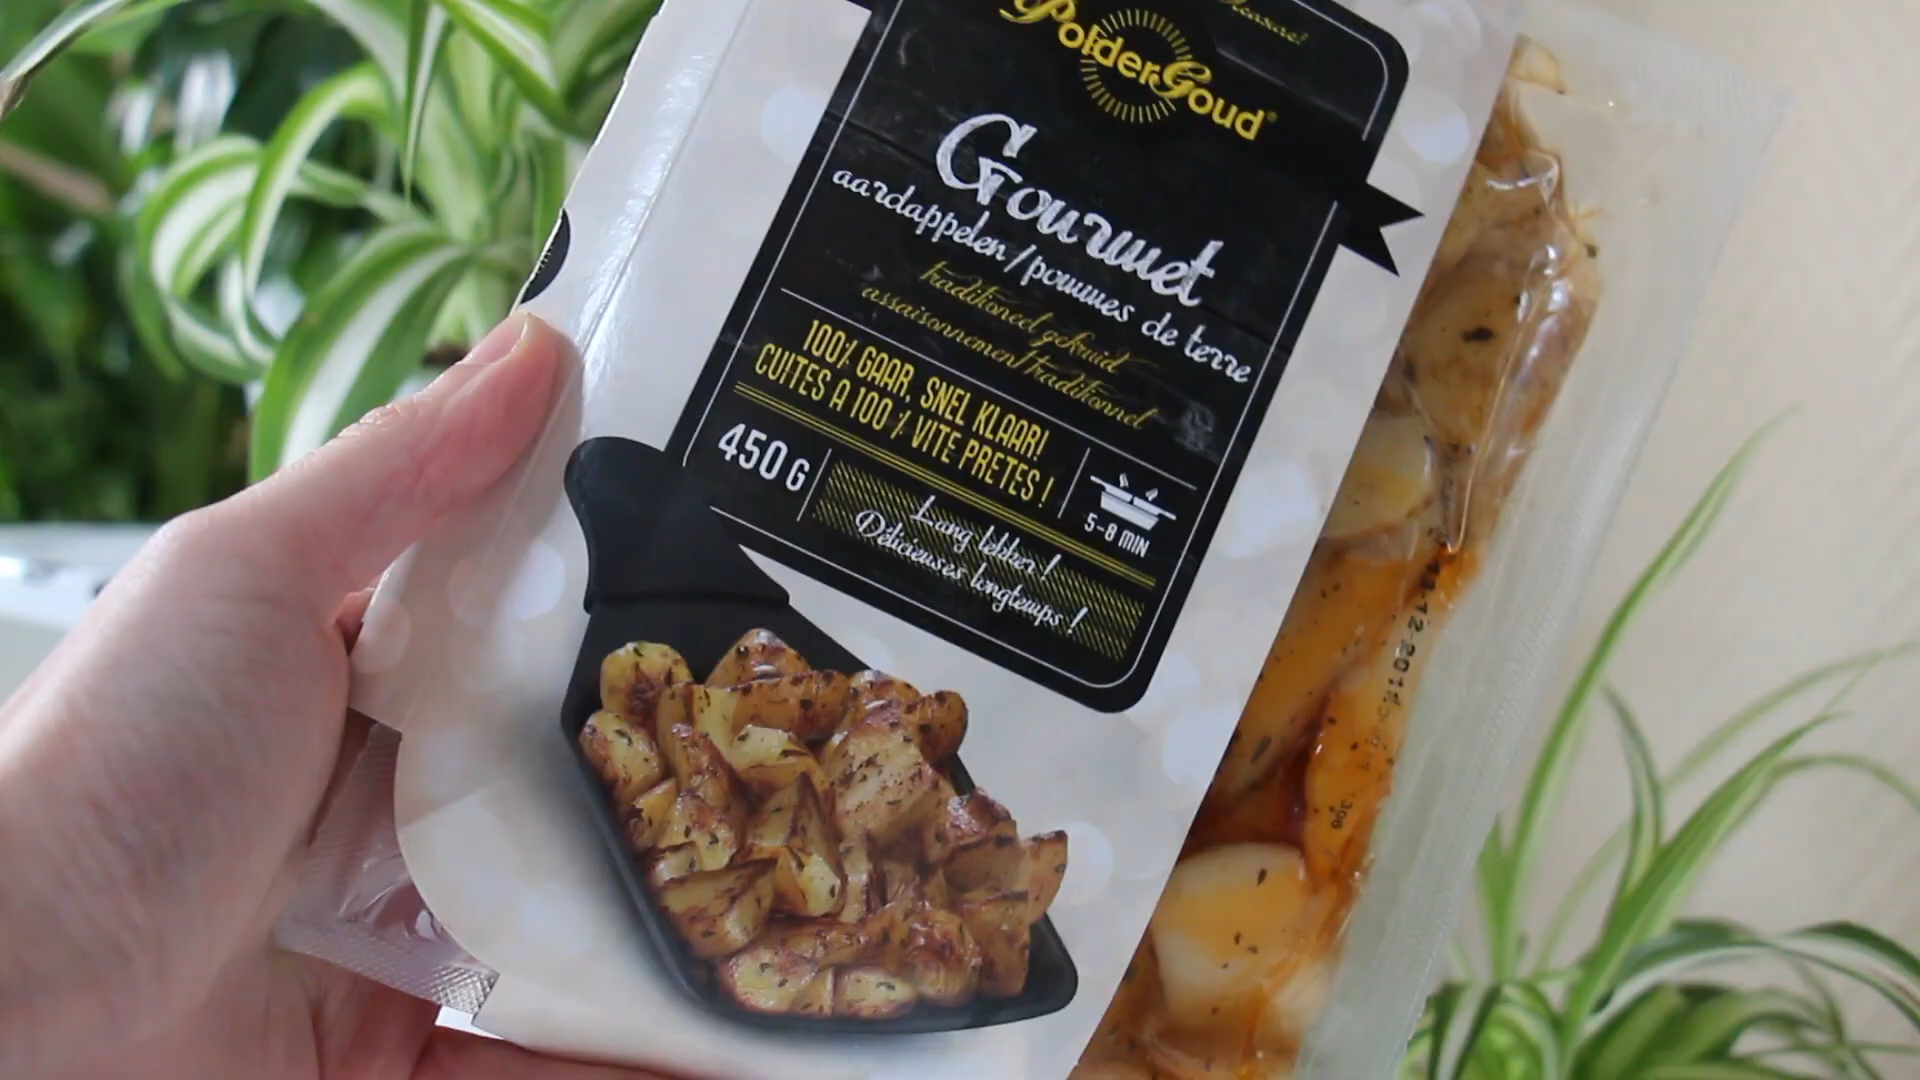 Pleasure!
PolderGoud®
Gourmet
aardappelen/pommes de terre
traditioneel gekruid
assaisonnement traditionnel
100% GAAR, SNEL KLAAR!
CUITES A 100% VITE PRETES !
450 G
5-8 MIN
Lang lekker !
Délicieuses longtemps !